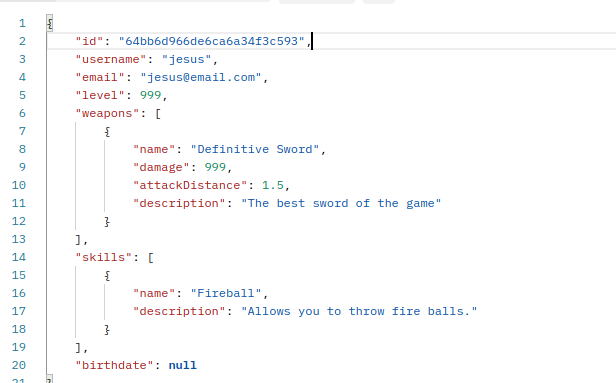 1 {
2 "id": "64bb6d966de6ca6a34f3c593",
3 "username": "jesus",
4 "email": "jesus@email.com",
5 "level": 999,
6 "weapons": [
7 {
8 "name": "Definitive Sword",
9 "damage": 999,
10 "attackDistance": 1.5,
11 "description": "The best sword of the game"
12 }
13 ],
14 "skills": [
15 {
16 "name": "Fireball",
17 "description": "Allows you to throw fire balls."
18 }
19 ],
20 "birthdate": null
21 }